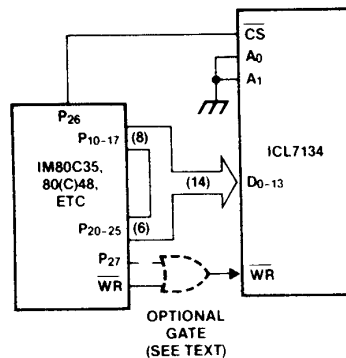 CS
A0
A1
P26
P10-17
(8)
IM80C35,
80(C)48,
ETC
ICL7134
(14)
D0-13
P20-25
(6)
P27
WR
WR
OPTIONAL
GATE
(SEE TEXT)